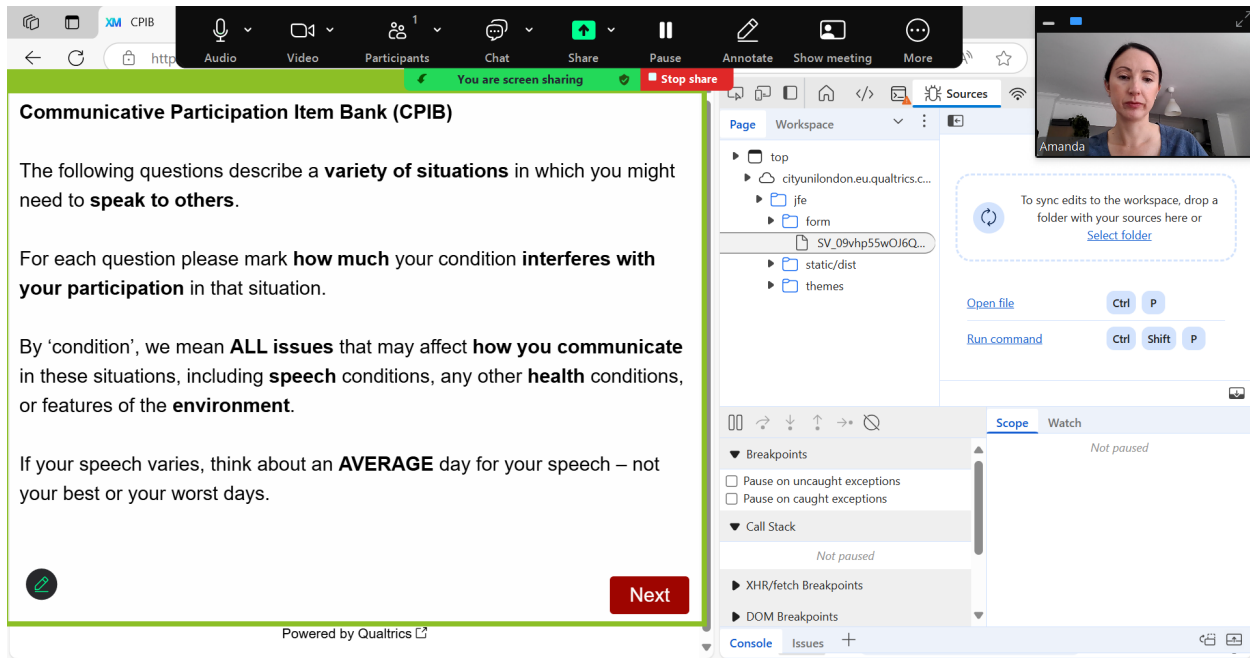 XM CPIB
http
Audio
Video
1
Participants
Chat
Share
Pause
Annotate
Show meeting
More
You are screen sharing
Stop share
Amanda
Communicative Participation Item Bank (CPIB)
The following questions describe a variety of situations in which you might
need to speak to others.
For each question please mark how much your condition interferes with
your participation in that situation.
By ‘condition’, we mean ALL issues that may affect how you communicate
in these situations, including speech conditions, any other health conditions,
or features of the environment.
If your speech varies, think about an AVERAGE day for your speech – not
your best or your worst days.
Next
Powered by Qualtrics
Sources
Page
Workspace
top
cityunilondon.eu.qualtrics.c...
jfe
form
SV_09vhp55wOJ6Q...
static/dist
themes
To sync edits to the workspace, drop a
folder with your sources here or
Select folder
Open file Ctrl P
Run command Ctrl Shift P
Breakpoints
Pause on uncaught exceptions
Pause on caught exceptions
Call Stack
Not paused
XHR/fetch Breakpoints
DOM Breakpoints
Scope
Watch
Not paused
Console
Issues